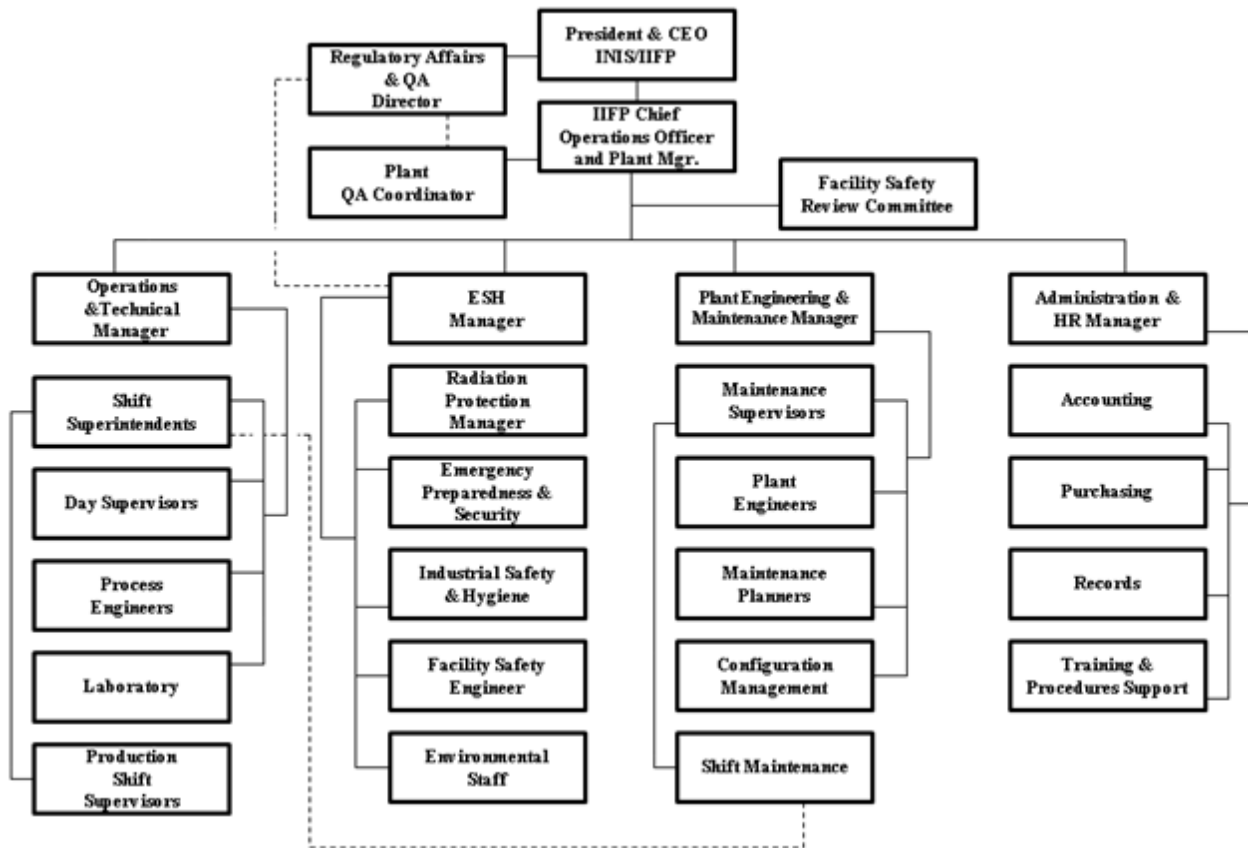 President & CEO
INIS/IIFP
Regulatory Affairs
& QA
Director
IIFP Chief
Operations Officer
and Plant Mgr.
Plant
QA Coordinator
Facility Safety
Review Committee
Operations
&Technical
Manager
ESH
Manager
Plant Engineering &
Maintenance Manager
Administration &
HR Manager
Shift
Superintendents
Radiation
Protection
Manager
Maintenance
Supervisors
Accounting
Day Supervisors
Emergency
Preparedness &
Security
Plant
Engineers
Purchasing
Process
Engineers
Industrial Safety
& Hygiene
Maintenance
Planners
Records
Laboratory
Facility Safety
Engineer
Configuration
Management
Training &
Procedures Support
Production
Shift
Supervisors
Environmental
Staff
Shift Maintenance